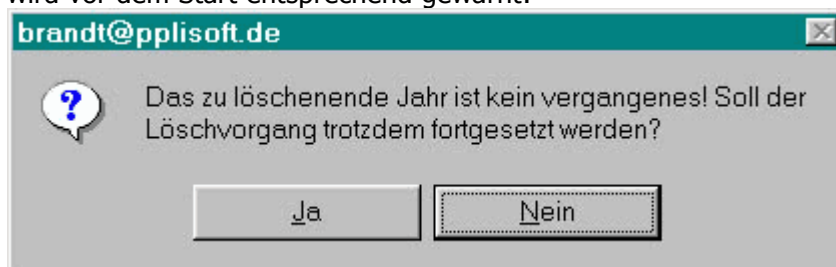 wird vor dem Start entsprechend gewarnt.
brandt@pplisoft.de
Das zu löschenende Jahr ist kein vergangenes! Soll der
Löschvorgang trotzdem fortgesetzt werden?
Ja
Nein